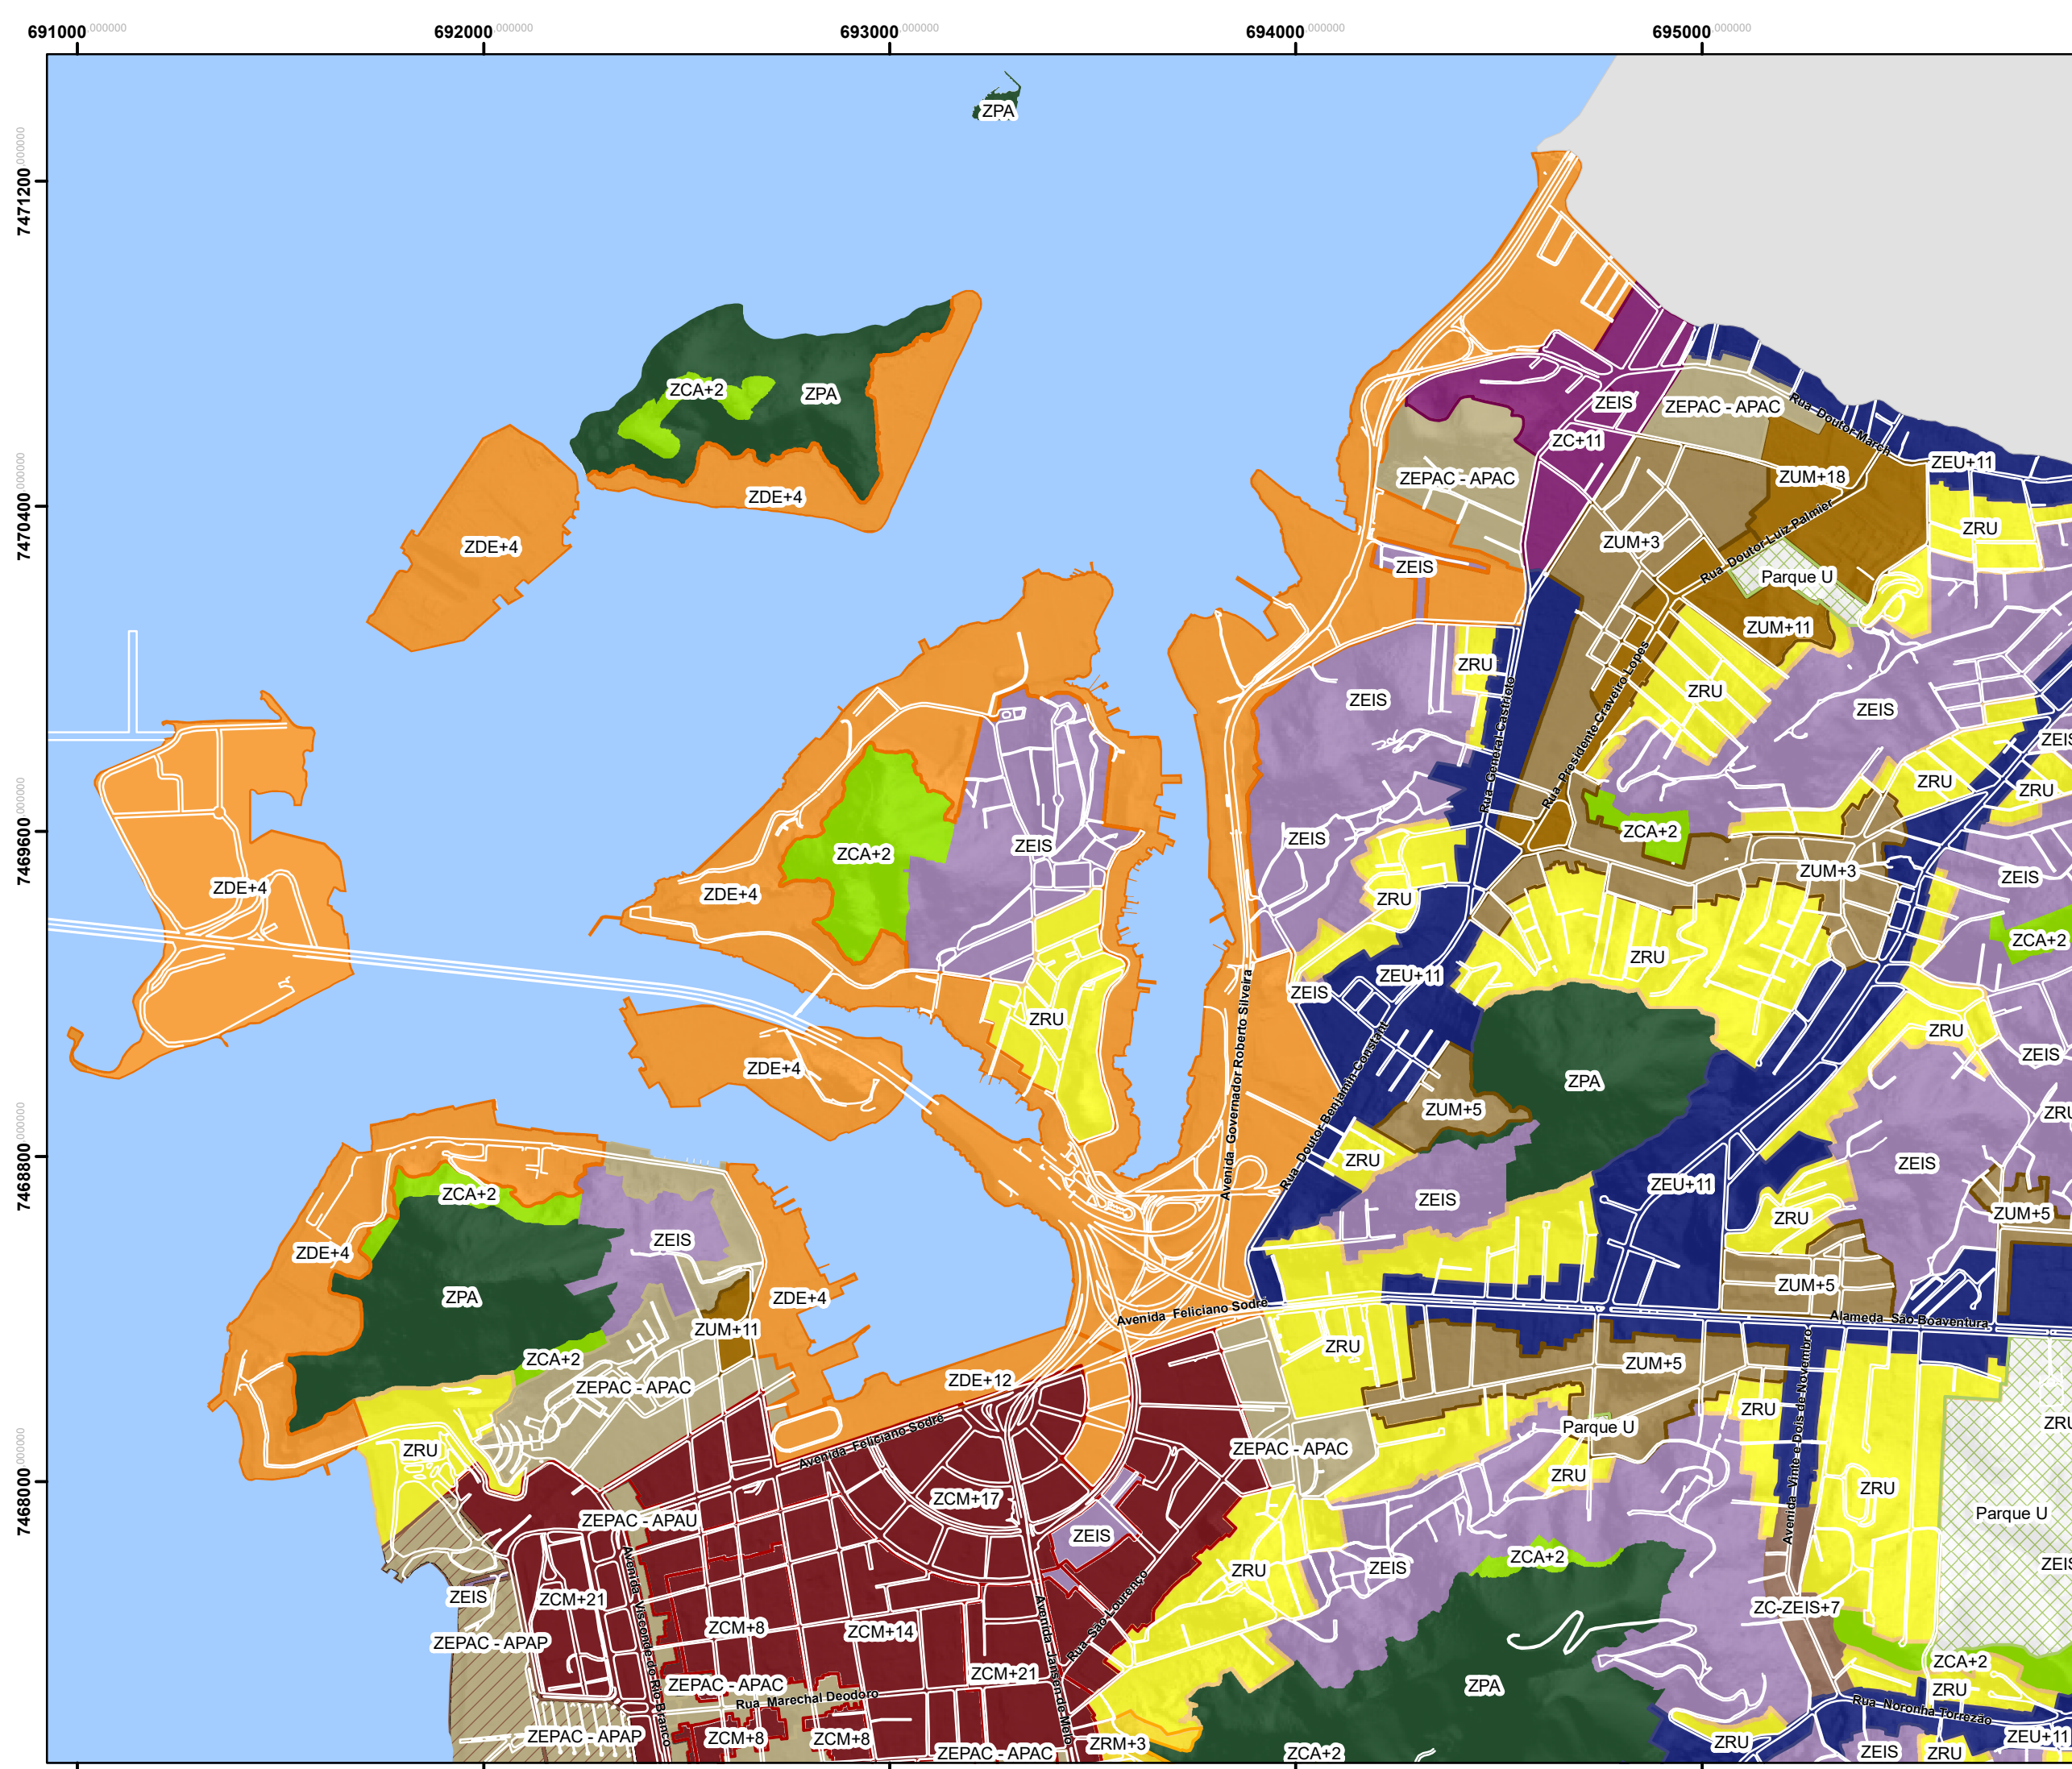 691000.000000
692000.000000
693000.000000
694000.000000
695000.000000
7471200.000000
7470400.000000
7469600.000000
7468800.000000
7468000.000000
ZPA
ZCA+2
ZPA
ZDE+4
ZDE+4
ZEIS
ZEPAC - APAC
Rua Doutor March
ZC+11
ZEPAC - APAC
ZUM+18
ZEU+11
ZRU
ZUM+3
Rua Doutor Luiz Palmier
ZEIS
Parque U
ZUM+11
ZRU
ZEIS
ZRU
ZEIS
Rua General Castrioto
Rua Presidente Craveiro Lopes
ZEIS
ZRU
ZRU
ZEIS
ZCA+2
ZEIS
ZCA+2
ZUM+3
ZEIS
ZDE+4
ZDE+4
ZRU
ZCA+2
ZRU
ZEU+11
ZEIS
ZRU
ZRU
ZEIS
Avenida Governador Roberto Silveira
Rua Doutor Benjamin Constant
ZDE+4
ZPA
ZUM+5
ZRU
ZRU
ZEIS
ZCA+2
ZEIS
ZEU+11
ZRU
ZUM+5
ZEIS
ZDE+4
ZPA
ZDE+4
ZUM+5
Avenida Feliciano Sodré
Alameda São Boaventura
ZUM+11
ZRU
ZUM+5
ZCA+2
ZEPAC - APAC
ZDE+12
Avenida Feliciano Sodré
Avenida Vinte e Dois de Novembro
ZRU
ZRU
Parque U
ZRU
ZEPAC - APAC
ZRU
ZRU
ZCM+17
Parque U
ZEPAC - APAU
ZEIS
ZCA+2
ZEIS
ZRU
ZEIS
ZEIS
ZCM+21
Avenida Visconde do Rio Branco
Avenida Jansen de Melo
Rua São Lourenço
ZC-ZEIS+7
ZCM+8
ZCM+14
ZEPAC - APAP
ZCA+2
ZCM+21
ZEPAC - APAC
ZPA
ZRU
Rua Marechal Deodoro
Rua Noronha Torrezão
ZEPAC - APAP
ZCM+8
ZCM+8
ZRM+3
ZRU
ZEU+11
ZEPAC - APAC
ZCA+2
ZEIS
ZRU